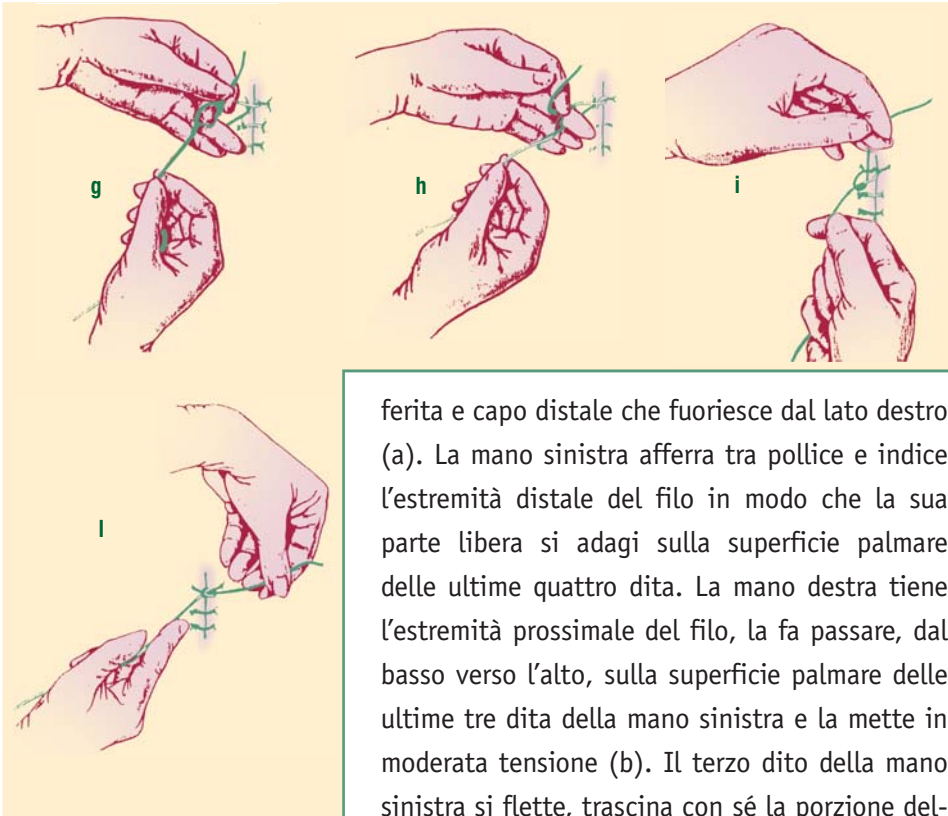 g
h
i
l
ferita e capo distale che fuoriesce dal lato destro
(a). La mano sinistra afferra tra pollice e indice
l'estremità distale del filo in modo che la sua
parte libera si adagi sulla superficie palmare
delle ultime quattro dita. La mano destra tiene
l'estremità prossimale del filo, la fa passare, dal
basso verso l'alto, sulla superficie palmare delle
ultime tre dita della mano sinistra e la mette in
moderata tensione (b). Il terzo dito della mano
sinistra si flette, trascina con sé la porzione del-